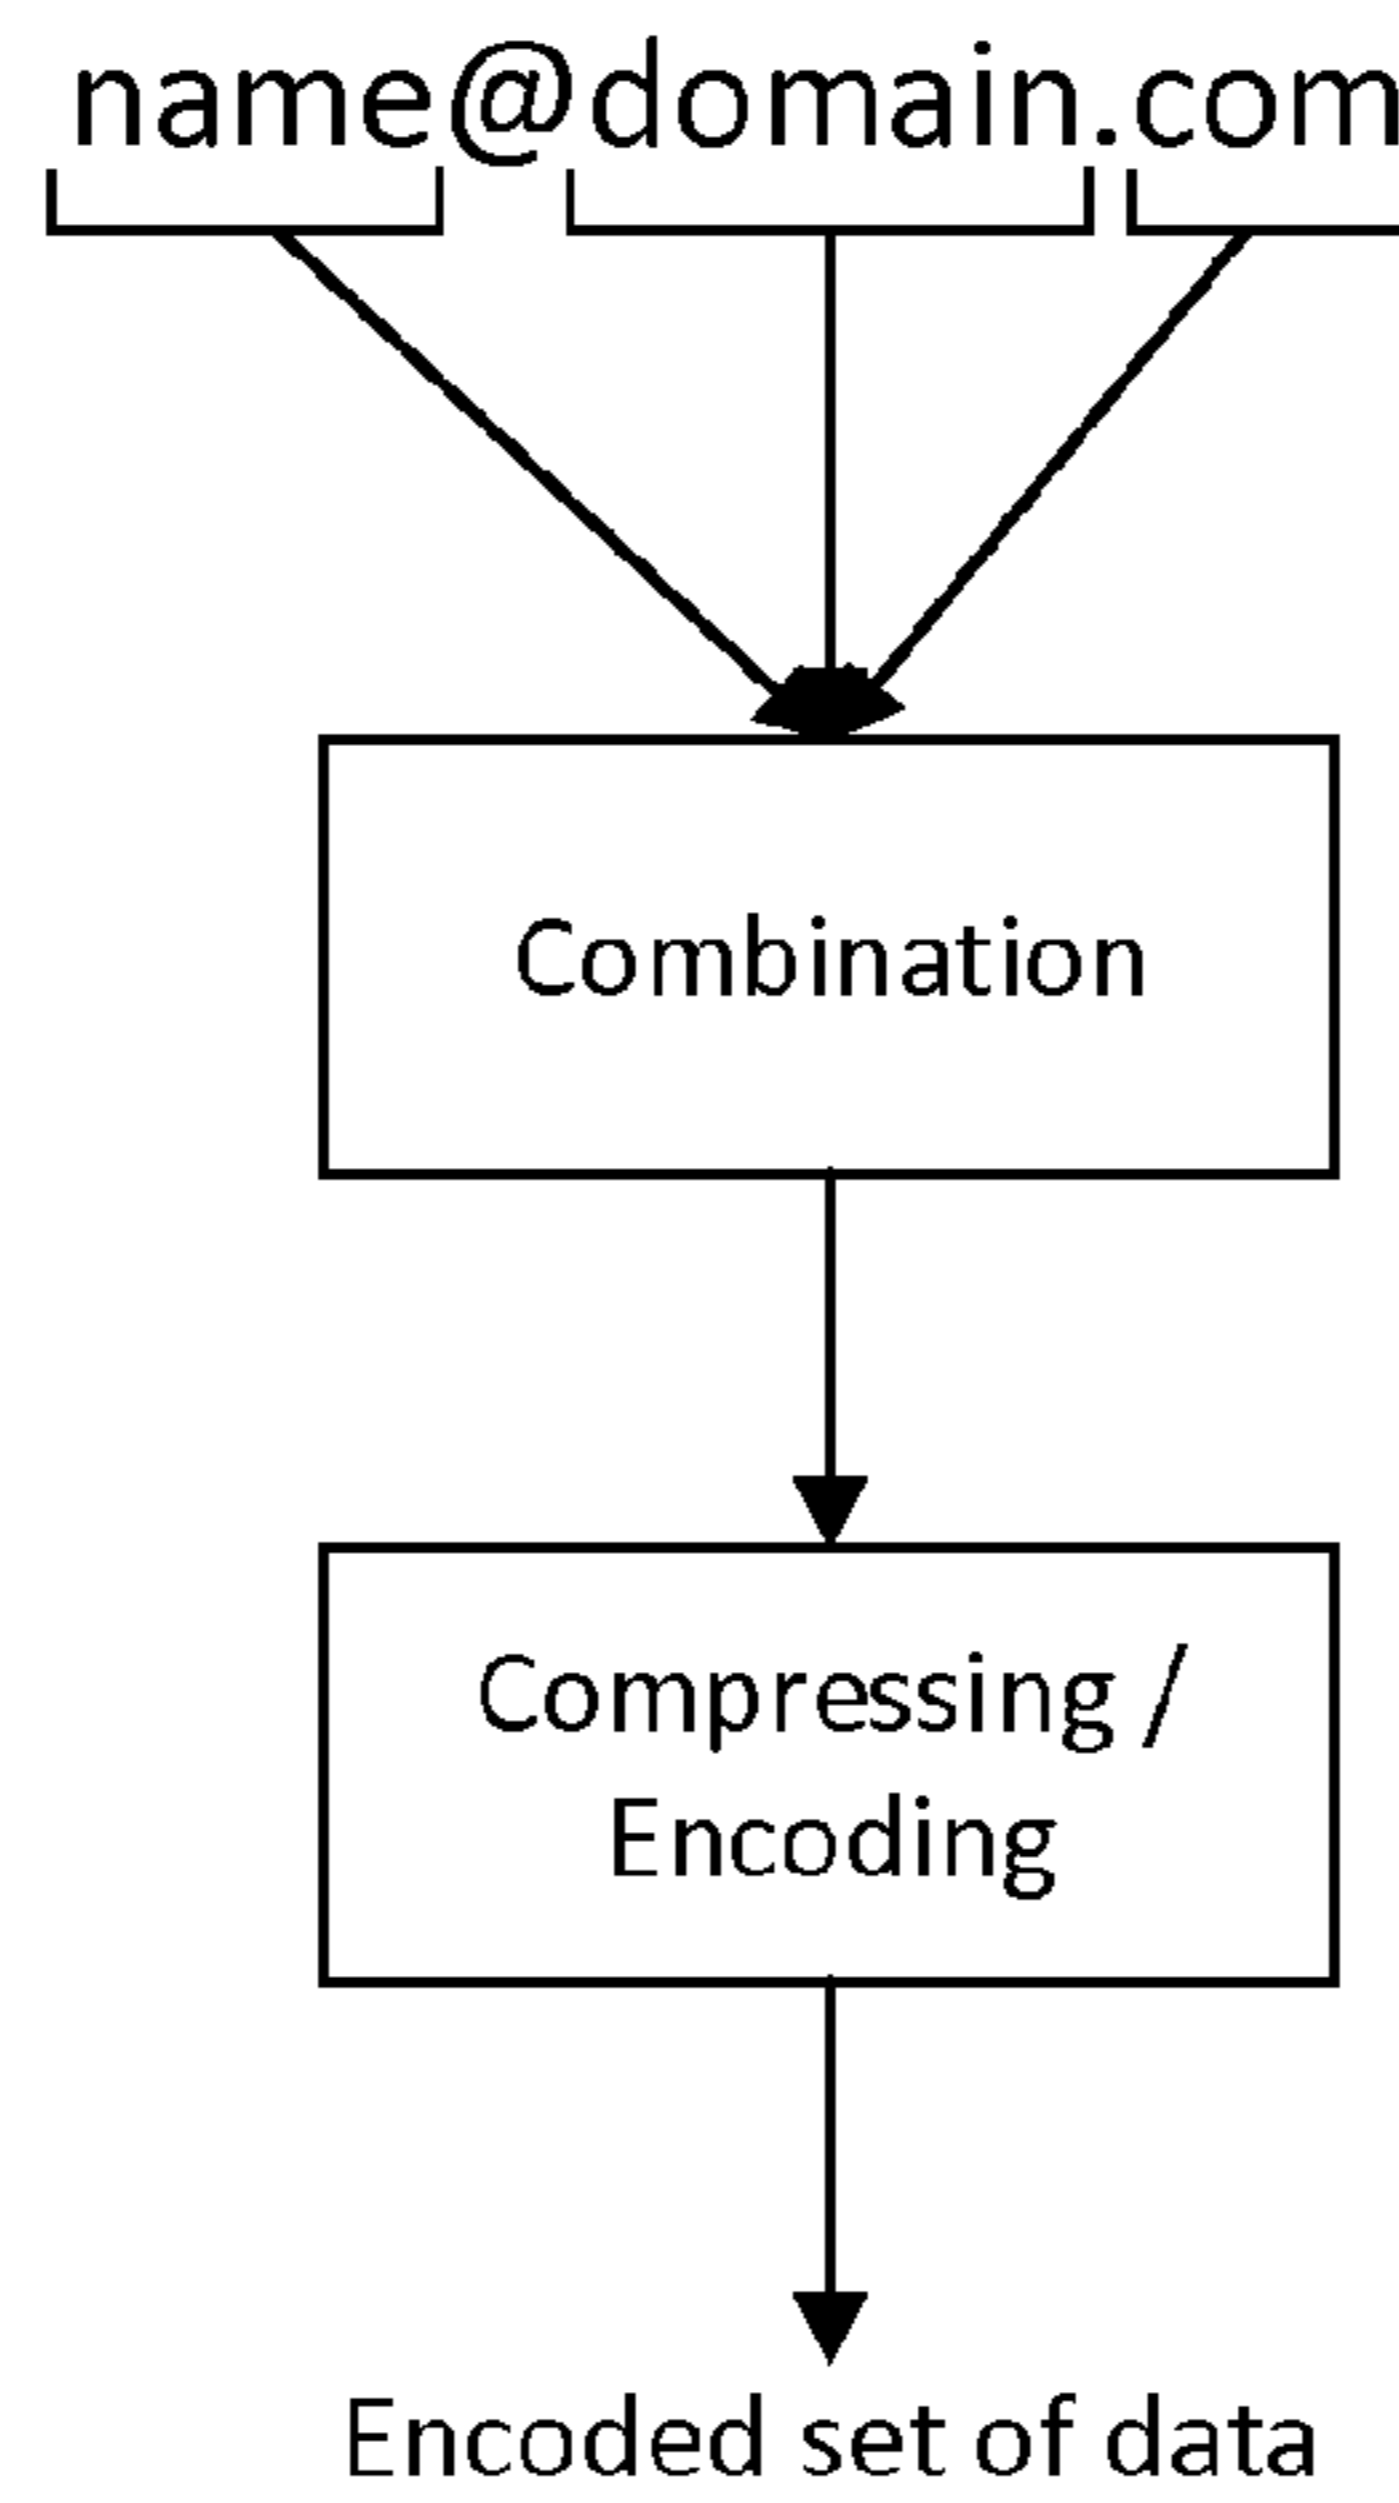 name@domain.com
Combination
Compressing /
Encoding
Encoded set of data